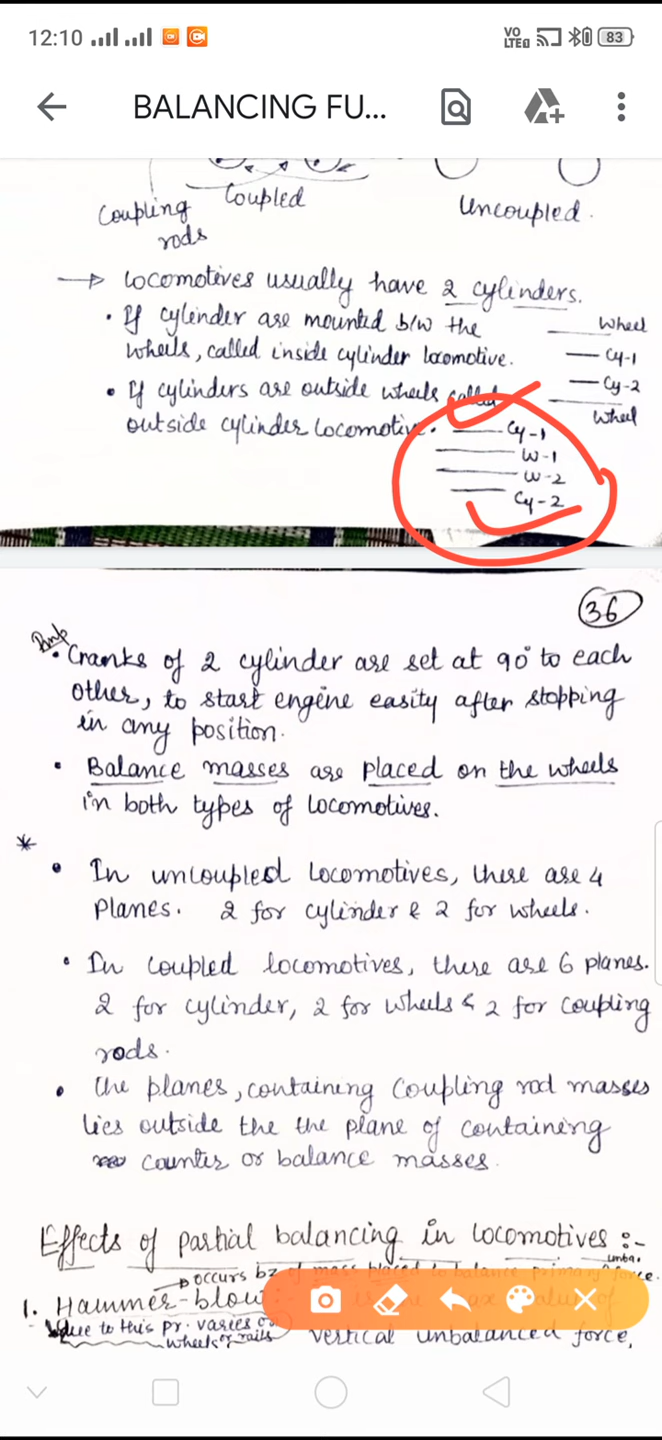 12:10
VO LTE
83
BALANCING FU...
Coupling rods
Coupled
Uncoupled.
→ Locomotives usually have 2 cylinders.
• If cylinder are mounted b/w the
wheels, called inside cylinder locomotive.
wheel
Cy-1
Cy-2
wheel
• If cylinders are outside wheels called
outside cylinder locomotive.
Cy-1
W-1
W-2
Cy-2
36
• Cranks of 2 cylinder are set at 90° to each
other, to start engine easity after stopping
in any position.
• Balance masses are placed on the wheels
in both types of locomotives.
*
• In uncoupled Locomotives, there are 4
planes. 2 for cylinder & 2 for wheels.
• In coupled locomotives, there are 6 planes.
2 for cylinder, 2 for wheels & 2 for coupling
rods.
• The planes, containing coupling rod masses
lies outside the the plane of containing
counter or balance masses.
Effects of partial balancing in locomotives :-
occurs bz
force.
1. Hammer-blow
due to this pr. varies
wheels
rails
vertical unbalanced force,